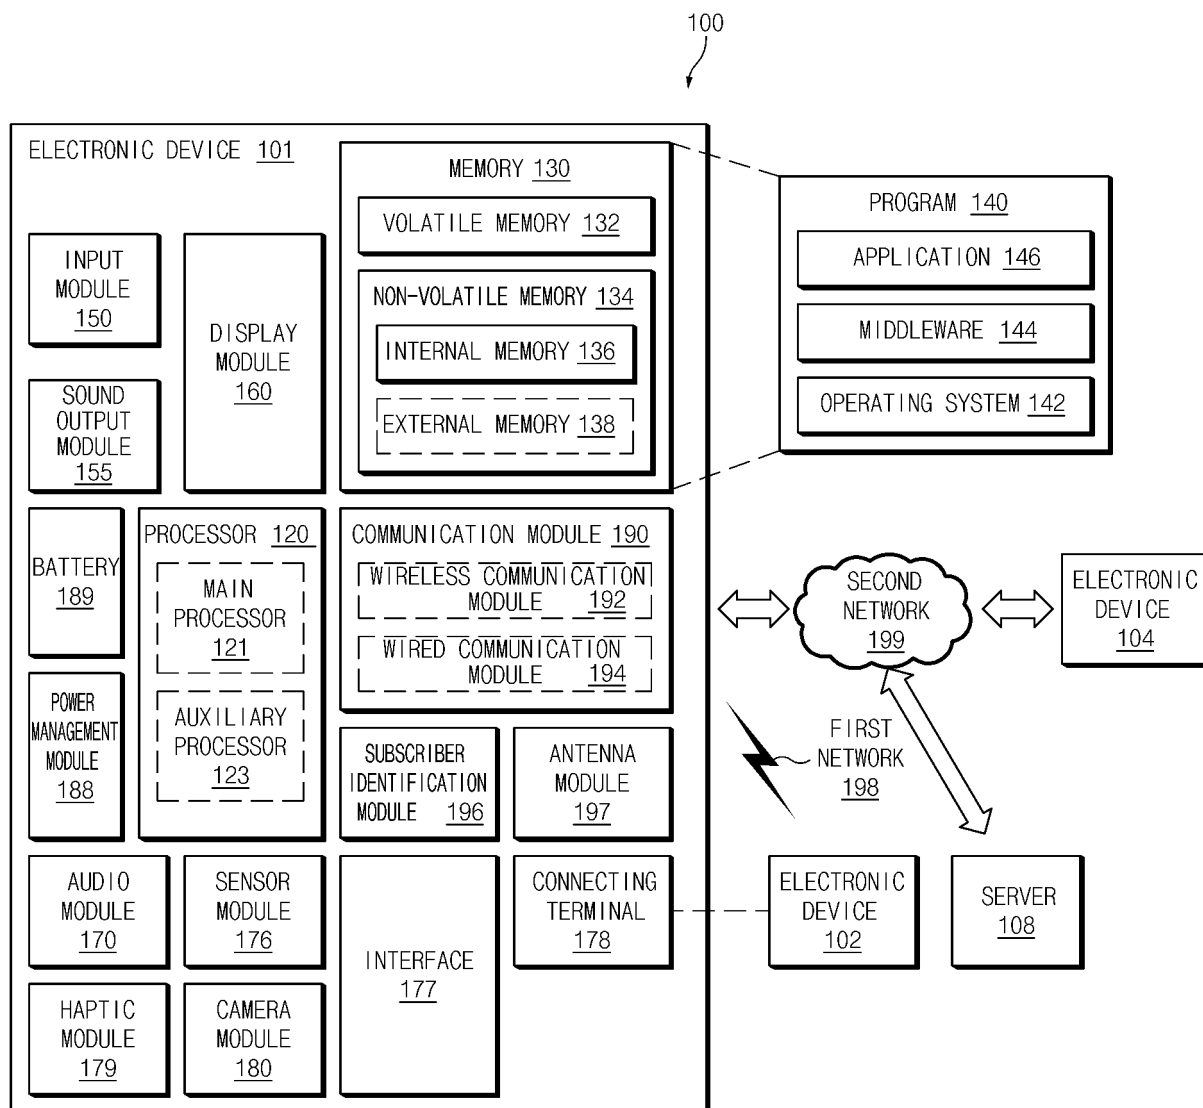 100
ELECTRONIC DEVICE 101
INPUT
MODULE
150
SOUND
OUTPUT
MODULE
155
DISPLAY
MODULE
160
MEMORY 130
VOLATILE MEMORY 132
NON-VOLATILE MEMORY 134
INTERNAL MEMORY 136
EXTERNAL MEMORY 138
PROGRAM 140
APPLICATION 146
MIDDLEWARE 144
OPERATING SYSTEM 142
BATTERY
189
POWER
MANAGEMENT
MODULE
188
PROCESSOR 120
MAIN
PROCESSOR
121
AUXILIARY
PROCESSOR
123
COMMUNICATION MODULE 190
WIRELESS COMMUNICATION
MODULE 192
WIRED COMMUNICATION
MODULE 194
SECOND
NETWORK
199
ELECTRONIC
DEVICE
104
SUBSCRIBER
IDENTIFICATION
MODULE 196
ANTENNA
MODULE
197
FIRST
NETWORK
198
AUDIO
MODULE
170
SENSOR
MODULE
176
INTERFACE
177
CONNECTING
TERMINAL
178
ELECTRONIC
DEVICE
102
SERVER
108
HAPTIC
MODULE
179
CAMERA
MODULE
180